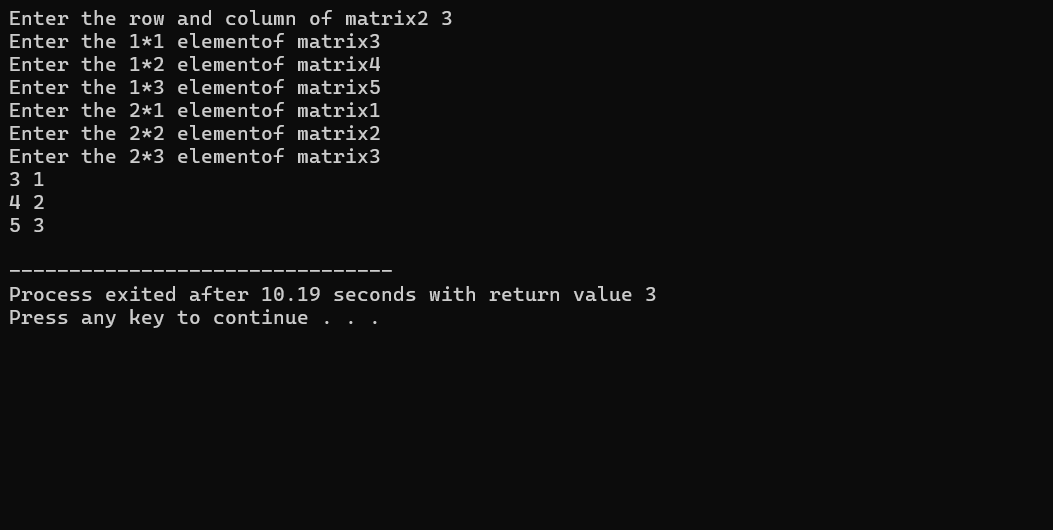 Enter the row and column of matrix2 3
Enter the 1*1 elementof matrix3
Enter the 1*2 elementof matrix4
Enter the 1*3 elementof matrix5
Enter the 2*1 elementof matrix1
Enter the 2*2 elementof matrix2
Enter the 2*3 elementof matrix3
3 1
4 2
5 3
--------------------------------
Process exited after 10.19 seconds with return value 3
Press any key to continue . . .